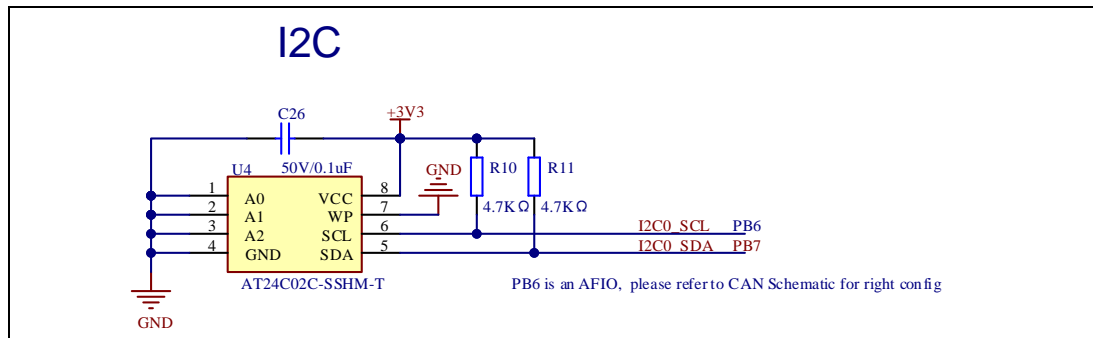 I2C
C26
+3V3
U4
50V/0.1uF
GND
R10
R11
4.7KΩ
4.7KΩ
1
A0
VCC
8
2
A1
WP
7
3
A2
SCL
6
4
GND
SDA
5
I2C0_SCL
PB6
I2C0_SDA
PB7
AT24C02C-SSHM-T
PB6 is an AFIO, please refer to CAN Schematic for right config
GND